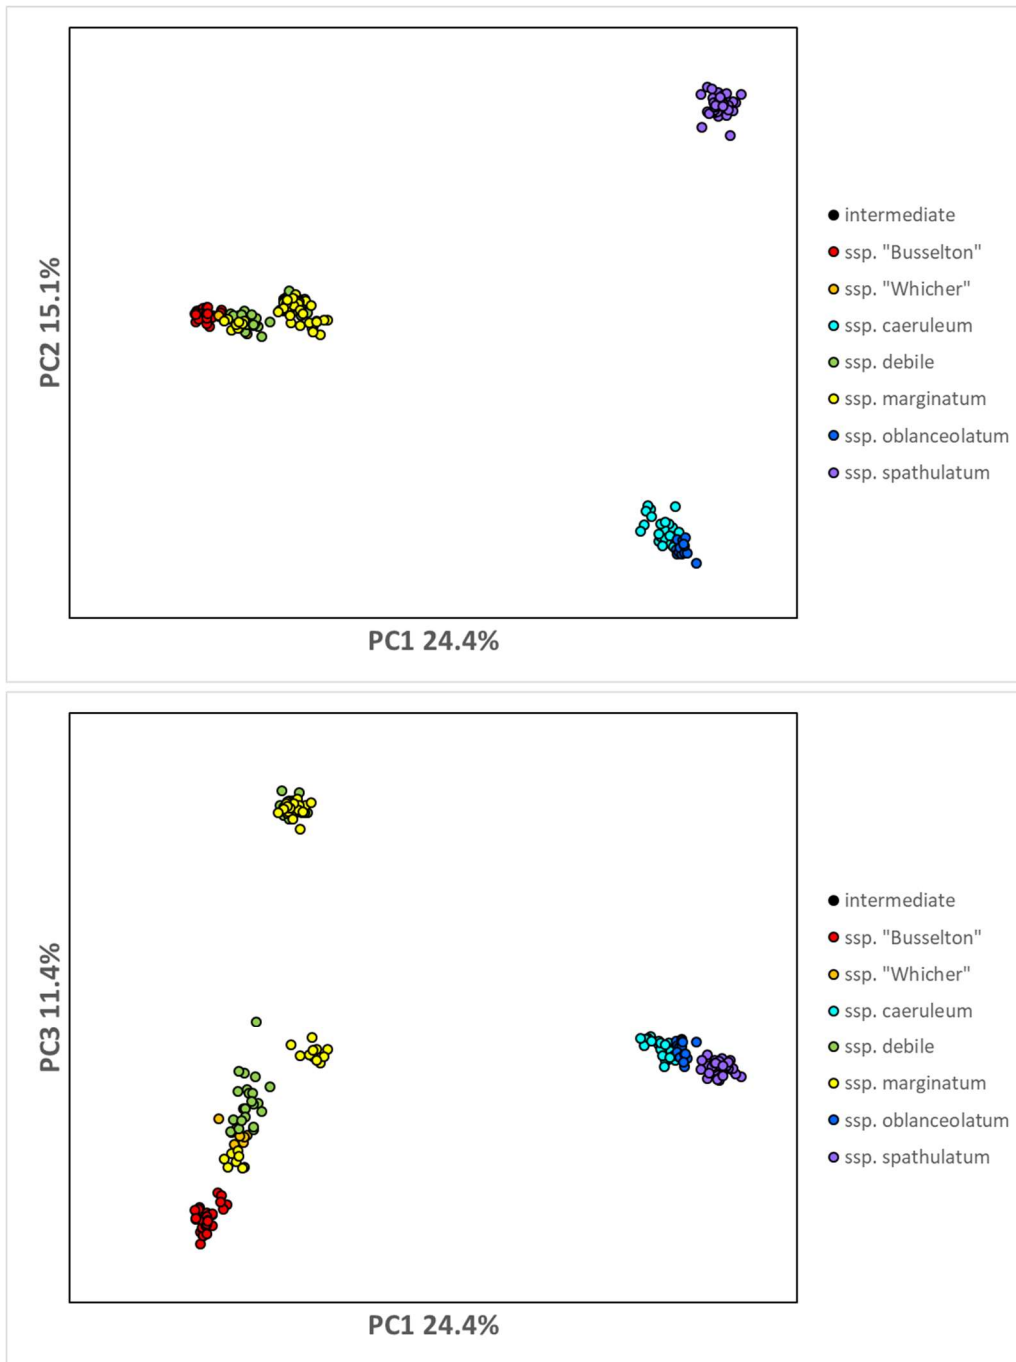 PC2 15.1%
intermediate
ssp. "Busselton"
ssp. "Whicher"
ssp. caeruleum
ssp. debile
ssp. marginatum
ssp. oblanceolatum
ssp. spathulatum
PC1 24.4%
PC3 11.4%
intermediate
ssp. "Busselton"
ssp. "Whicher"
ssp. caeruleum
ssp. debile
ssp. marginatum
ssp. oblanceolatum
ssp. spathulatum
PC1 24.4%